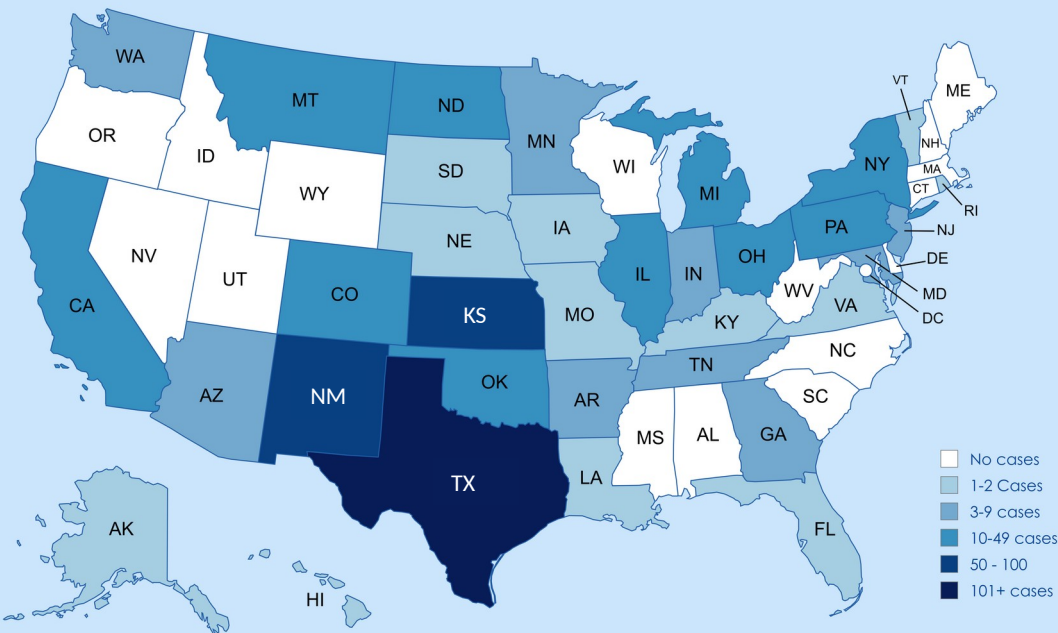 WA
MT
ND
MN
VT
ME
OR
ID
SD
WI
MI
NY
NH
MA
CT
RI
WY
NE
IA
PA
NJ
NV
UT
CO
IL
IN
OH
DE
CA
KS
MO
WV
VA
MD
DC
KY
AZ
NM
OK
AR
TN
NC
SC
TX
LA
MS
AL
GA
FL
AK
HI
No cases
1-2 Cases
3-9 cases
10-49 cases
50 - 100
101+ cases